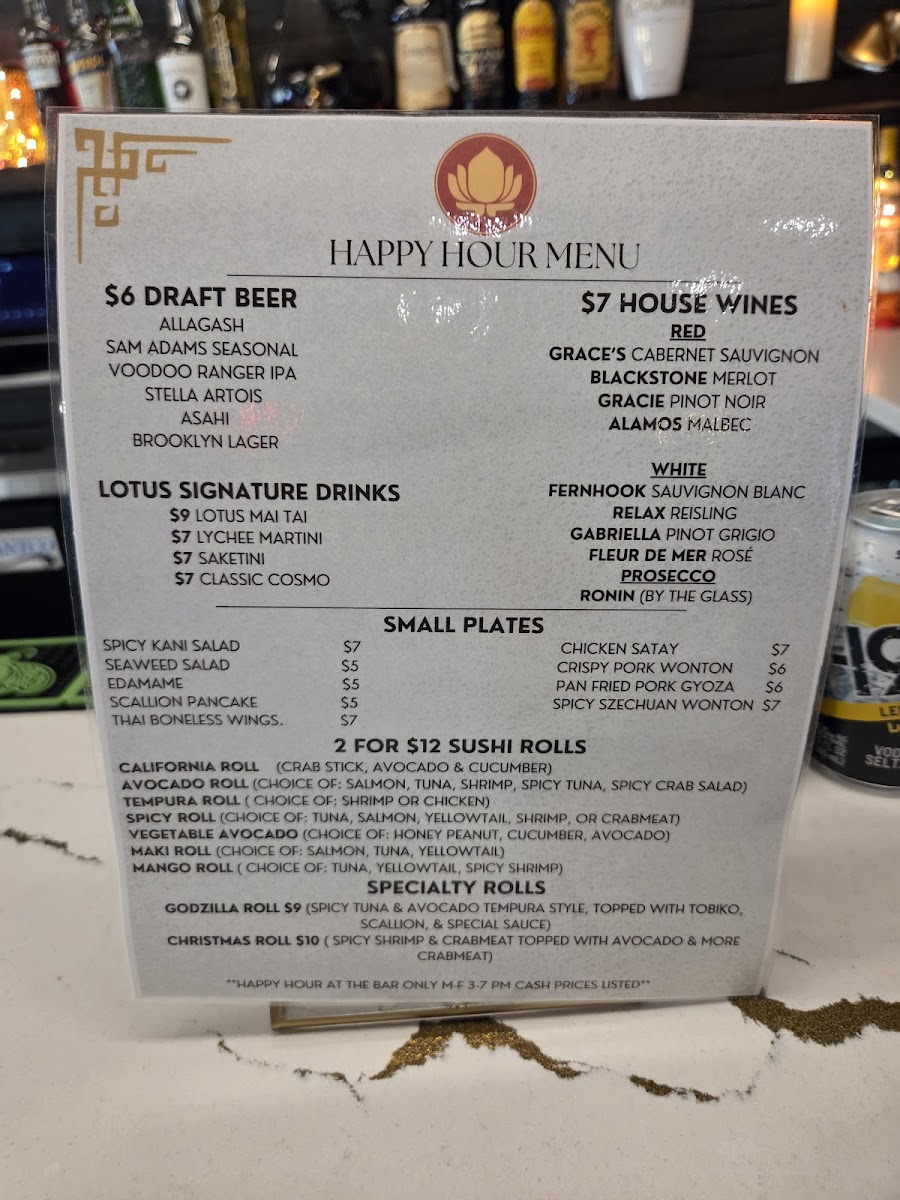 HAPPY HOUR MENU
$6 DRAFT BEER
ALLAGASH
SAM ADAMS SEASONAL
VOODOO RANGER IPA
STELLA ARTOIS
ASAHI
BROOKLYN LAGER
LOTUS SIGNATURE DRINKS
$9 LOTUS MAI TAI
$7 LYCHEE MARTINI
$7 SAKETINI
$7 CLASSIC COSMO
$7 HOUSE WINES
RED
GRACE'S CABERNET SAUVIGNON
BLACKSTONE MERLOT
GRACIE PINOT NOIR
ALAMOS MALBEC
WHITE
FERNHOOK SAUVIGNON BLANC
RELAX REISLING
GABRIELLA PINOT GRIGIO
FLEUR DE MER ROSÉ
PROSECCO
RONIN (BY THE GLASS)
SMALL PLATES
SPICY KANI SALAD $7
SEAWEED SALAD $5
EDAMAME $5
SCALLION PANCAKE $5
THAI BONELESS WINGS. $7
CHICKEN SATAY $7
CRISPY PORK WONTON $6
PAN FRIED PORK GYOZA $6
SPICY SZECHUAN WONTON $7
2 FOR $12 SUSHI ROLLS
CALIFORNIA ROLL (CRAB STICK, AVOCADO & CUCUMBER)
AVOCADO ROLL (CHOICE OF: SALMON, TUNA, SHRIMP, SPICY TUNA, SPICY CRAB SALAD)
TEMPURA ROLL ( CHOICE OF: SHRIMP OR CHICKEN)
SPICY ROLL (CHOICE OF: TUNA, SALMON, YELLOWTAIL, SHRIMP, OR CRABMEAT)
VEGETABLE AVOCADO (CHOICE OF: HONEY PEANUT, CUCUMBER, AVOCADO)
MAKI ROLL (CHOICE OF: SALMON, TUNA, YELLOWTAIL)
MANGO ROLL ( CHOICE OF: TUNA, YELLOWTAIL, SPICY SHRIMP)
SPECIALTY ROLLS
GODZILLA ROLL $9 (SPICY TUNA & AVOCADO TEMPURA STYLE, TOPPED WITH TOBIKO,
SCALLION, & SPECIAL SAUCE)
CHRISTMAS ROLL $10 ( SPICY SHRIMP & CRABMEAT TOPPED WITH AVOCADO & MORE
CRABMEAT)
**HAPPY HOUR AT THE BAR ONLY M-F 3-7 PM CASH PRICES LISTED**